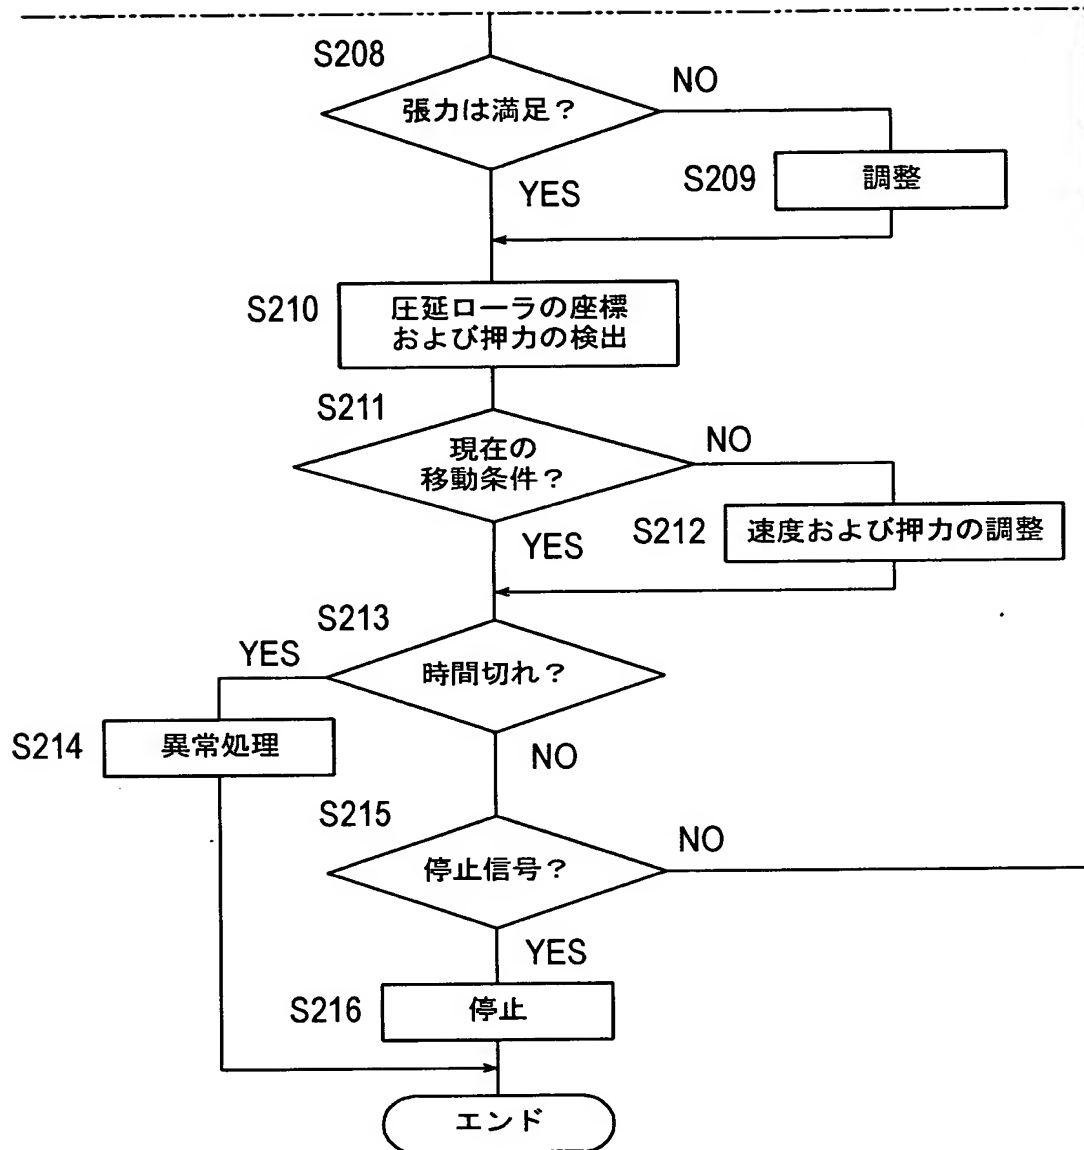 S208
張力は満足？
NO
S209
調整
YES
S210
圧延ローラの座標
および押力の検出
S211
現在の
移動条件？
NO
S212
速度および押力の調整
YES
S213
時間切れ？
YES
S214
異常処理
NO
S215
停止信号？
NO
YES
S216
停止
エンド